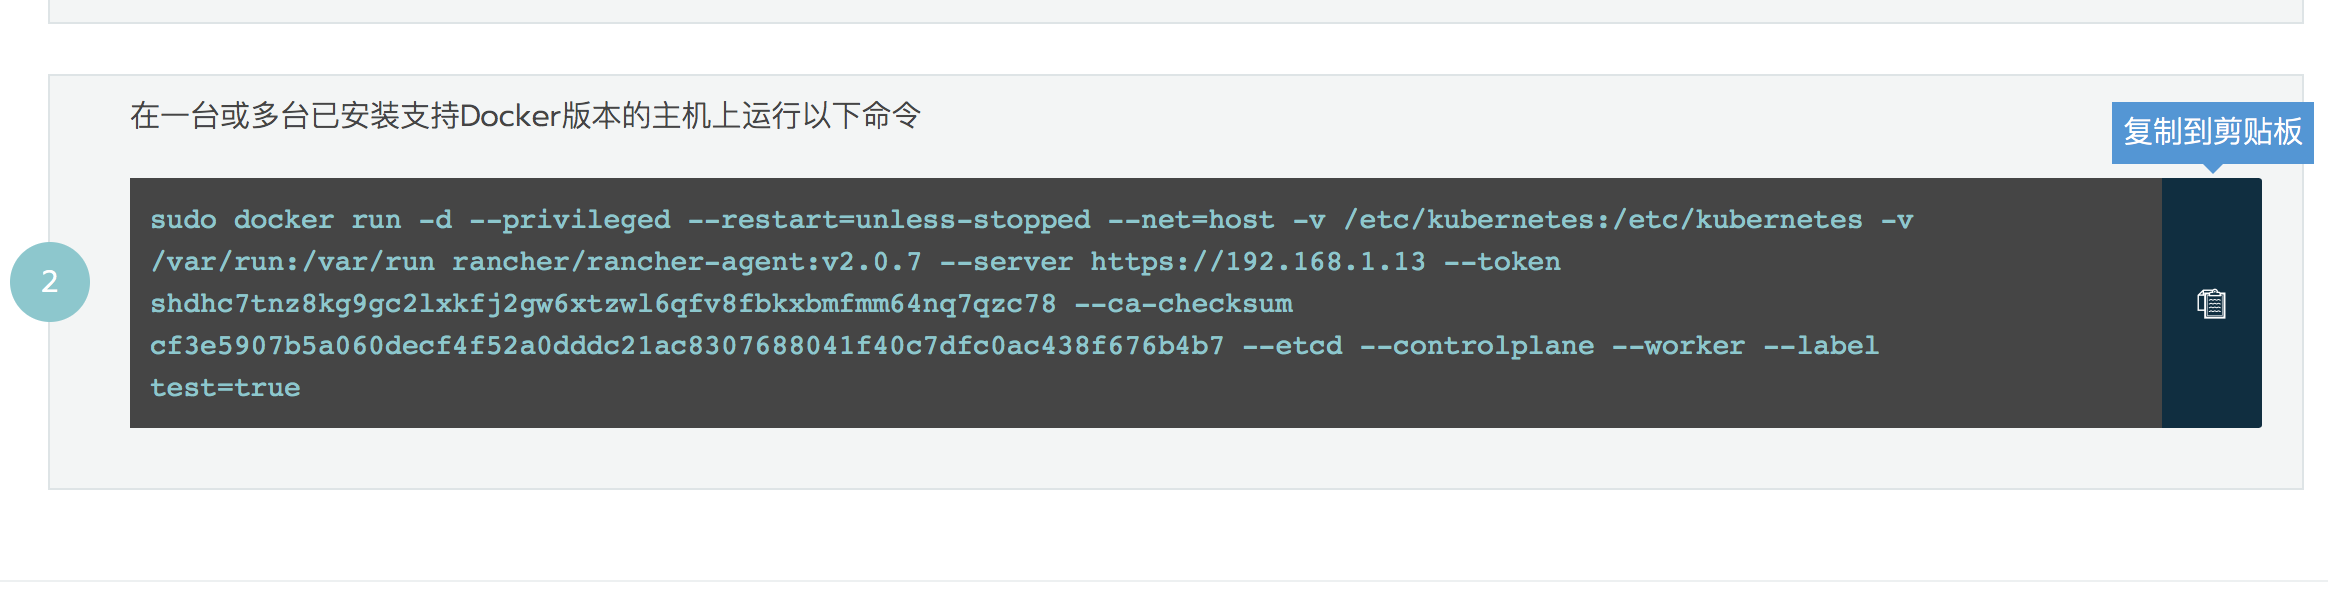 在一台或多台已安装支持Docker版本的主机上运行以下命令
复制到剪贴板
sudo docker run -d --privileged --restart=unless-stopped --net=host -v /etc/kubernetes:/etc/kubernetes -v
/var/run:/var/run rancher/rancher-agent:v2.0.7 --server https://192.168.1.13 --token
shdhc7tnz8kg9gc2lxkfj2gw6xtzwl6qfv8fbkxbmfmm64nq7qzc78 --ca-checksum
cf3e5907b5a060decf4f52a0dddc21ac8307688041f40c7dfc0ac438f676b4b7 --etcd --controlplane --worker --label
test=true
2